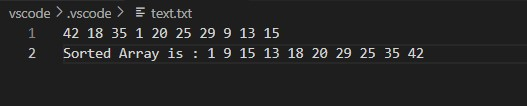 vscode > .vscode > text.txt
1 42 18 35 1 20 25 29 9 13 15
2 Sorted Array is : 1 9 15 13 18 20 29 25 35 42